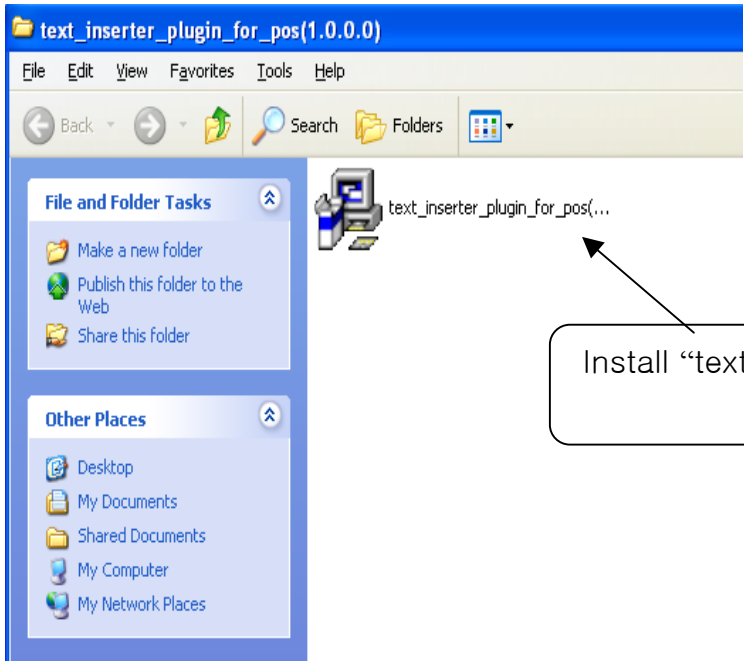 text_inserter_plugin_for_pos(1.0.0.0)
File Edit View Favorites Tools Help
Back Search Folders
File and Folder Tasks
Make a new folder
Publish this folder to the
Web
Share this folder
text_inserter_plugin_for_pos(...
Install “text
Other Places
Desktop
My Documents
Shared Documents
My Computer
My Network Places